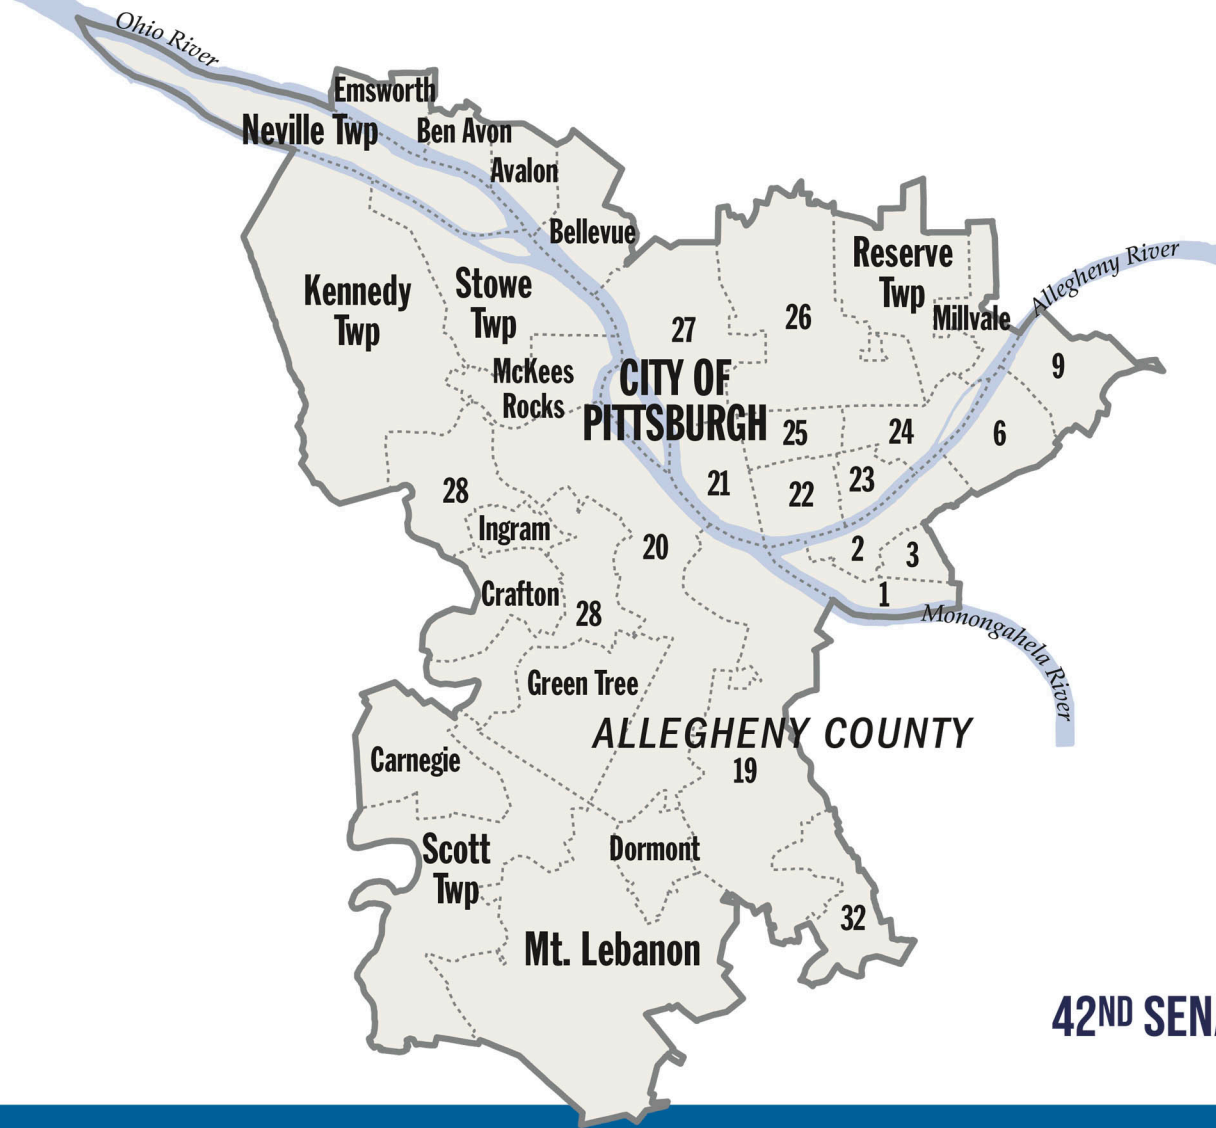 Ohio River
Emsworth
Neville Twp
Ben Avon
Avalon
Bellevue
Reserve
Twp
Allegheny River
Kennedy
Twp
Stowe
Twp
Millvale
27
26
9
McKees
Rocks
CITY OF
PITTSBURGH
25
24
6
28
21
22
23
Ingram
20
2
3
Crafton
28
1
Monongahela River
Green Tree
ALLEGHENY COUNTY
Carnegie
19
Scott
Twp
Dormont
32
Mt. Lebanon
42ND SEN